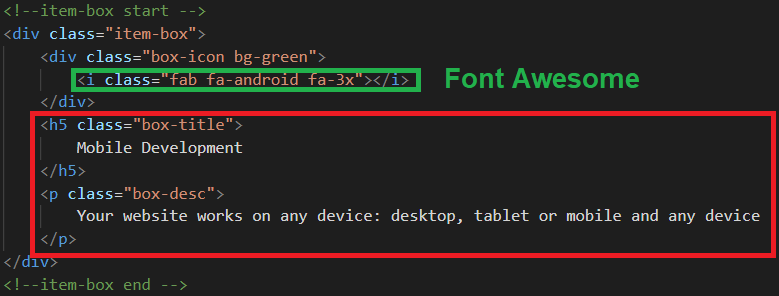 <!--item-box start -->
<div class="item-box">
<div class="box-icon bg-green">
<i class="fab fa-android fa-3x"></i> Font Awesome
</div>
<h5 class="box-title">
Mobile Development
</h5>
<p class="box-desc">
Your website works on any device: desktop, tablet or mobile and any device
</p>
</div>
<!--item-box end -->